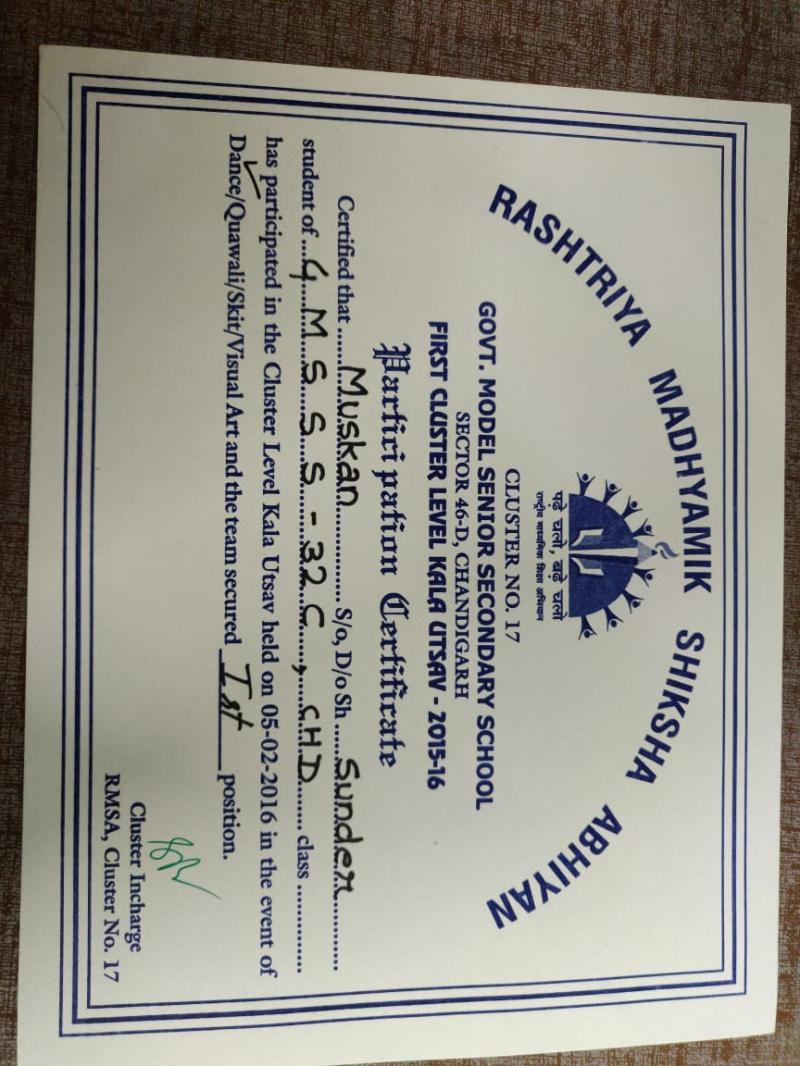 RASHTRIYA MADHYAMIK SHIKSHA ABHIYAN
पढ़े चलो, बढ़े चलो
राष्ट्रीय माध्यमिक शिक्षा अभियान
CLUSTER NO. 17
GOVT. MODEL SENIOR SECONDARY SCHOOL
SECTOR 46-D, CHANDIGARH
FIRST CLUSTER LEVEL KALA UTSAV - 2015-16
Participation Certificate
Certified that ......Muskan............... S/o, D/o Sh .....Sunder............
student of ...G...M...S...S...S...-32C...,...CHD....... class ................
has participated in the Cluster Level Kala Utsav held on 05-02-2016 in the event of
Dance/Quawali/Skit/Visual Art and the team secured Ist position.
Cluster Incharge
RMSA, Cluster No. 17